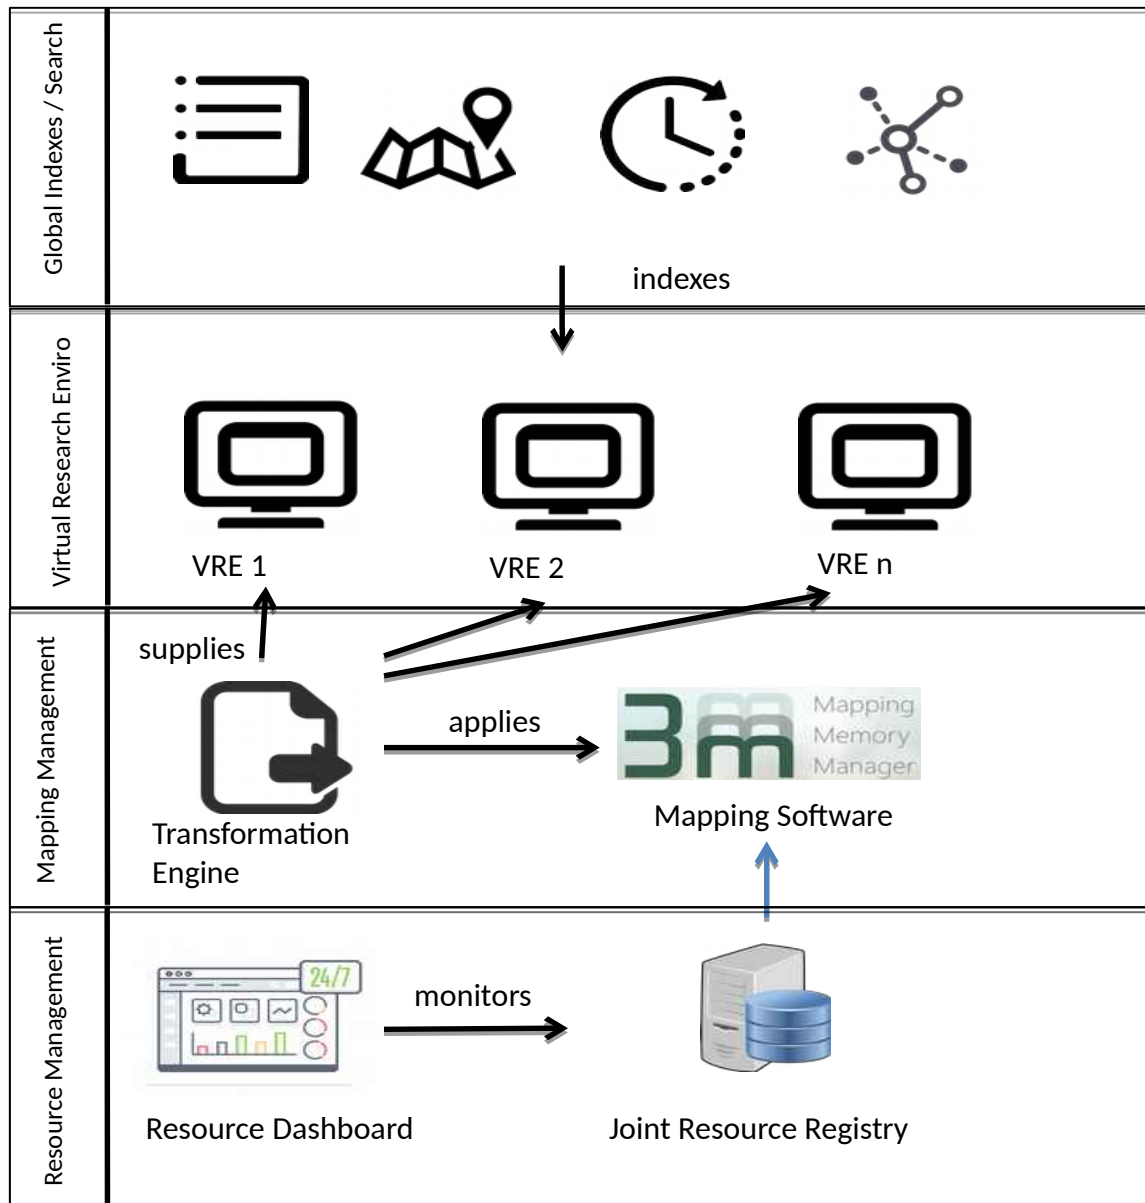 Global Indexes / Search
indexes
Virtual Research Enviro
VRE 1
VRE 2
VRE n
Mapping Management
supplies
applies
3m
Mapping
Memory
Manager
Mapping Software
Transformation
Engine
Resource Management
24/7
monitors
Resource Dashboard
Joint Resource Registry